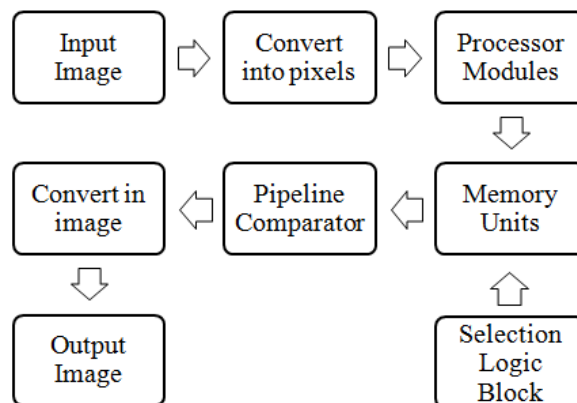 Input
Image
Convert
into pixels
Processor
Modules
Convert in
image
Pipeline
Comparator
Memory
Units
Output
Image
Selection
Logic
Block